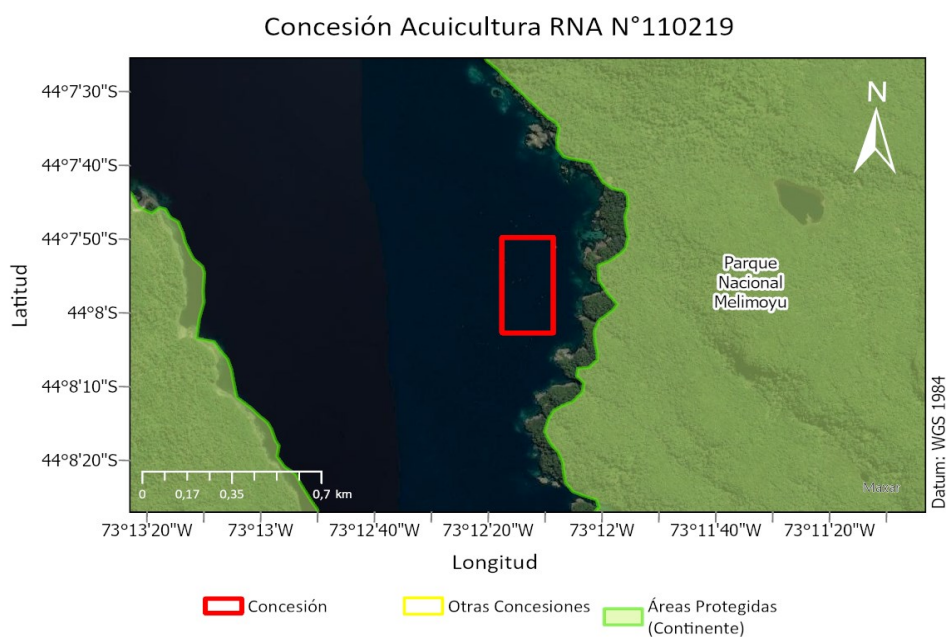 Concesión Acuicultura RNA N°110219
N
44°7'30"S
44°7'40"S
44°7'50"S
44°8'S
44°8'10"S
44°8'20"S
Latitud
Parque
Nacional
Melimoyu
0 0,17 0,35 0,7 km
Maxar
Datum: WGS 1984
73°13'20"W 73°13'W 73°12'40"W 73°12'20"W 73°12'W 73°11'40"W 73°11'20"W
Longitud
Concesión Otras Concesiones Áreas Protegidas
(Continente)